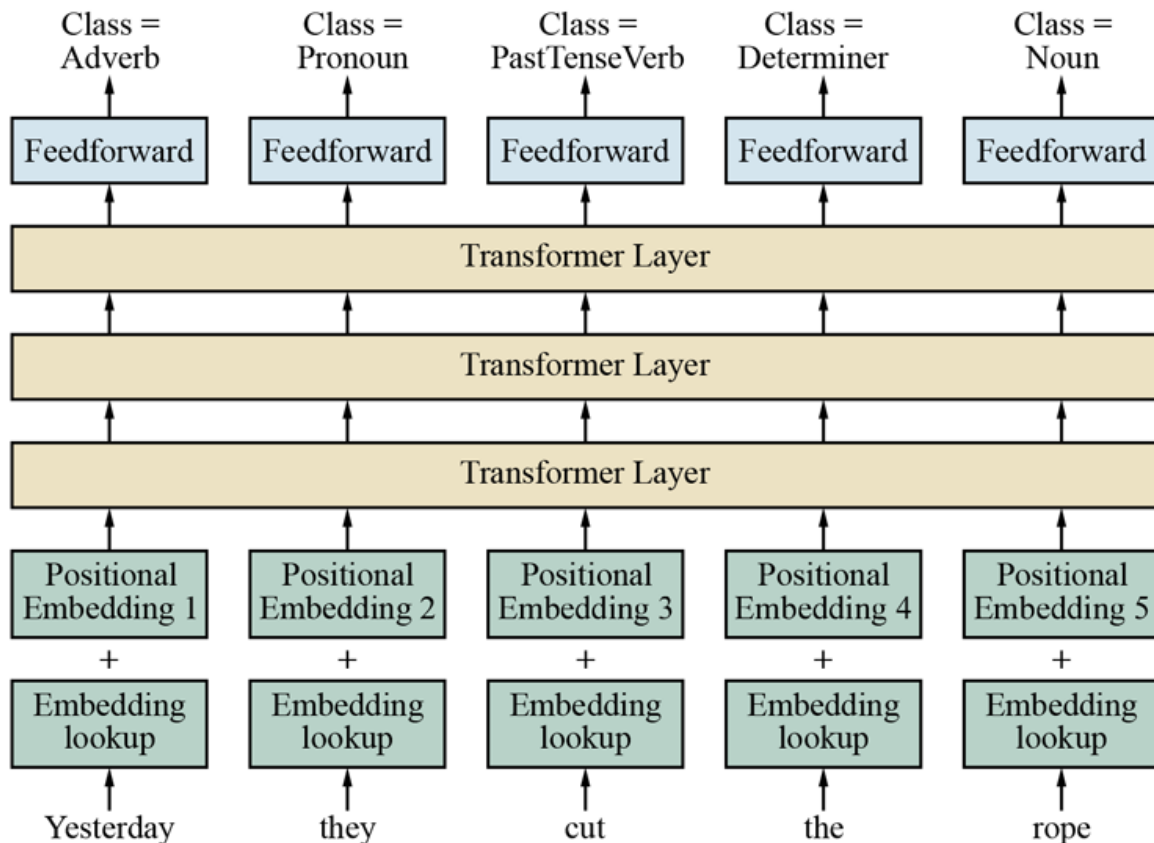 Class = Class = Class = Class = Class =
Adverb Pronoun PastTenseVerb Determiner Noun
Feedforward Feedforward Feedforward Feedforward Feedforward
Transformer Layer
Transformer Layer
Transformer Layer
Positional Positional Positional Positional Positional
Embedding 1 Embedding 2 Embedding 3 Embedding 4 Embedding 5
+ + + + +
Embedding Embedding Embedding Embedding Embedding
lookup lookup lookup lookup lookup
Yesterday they cut the rope